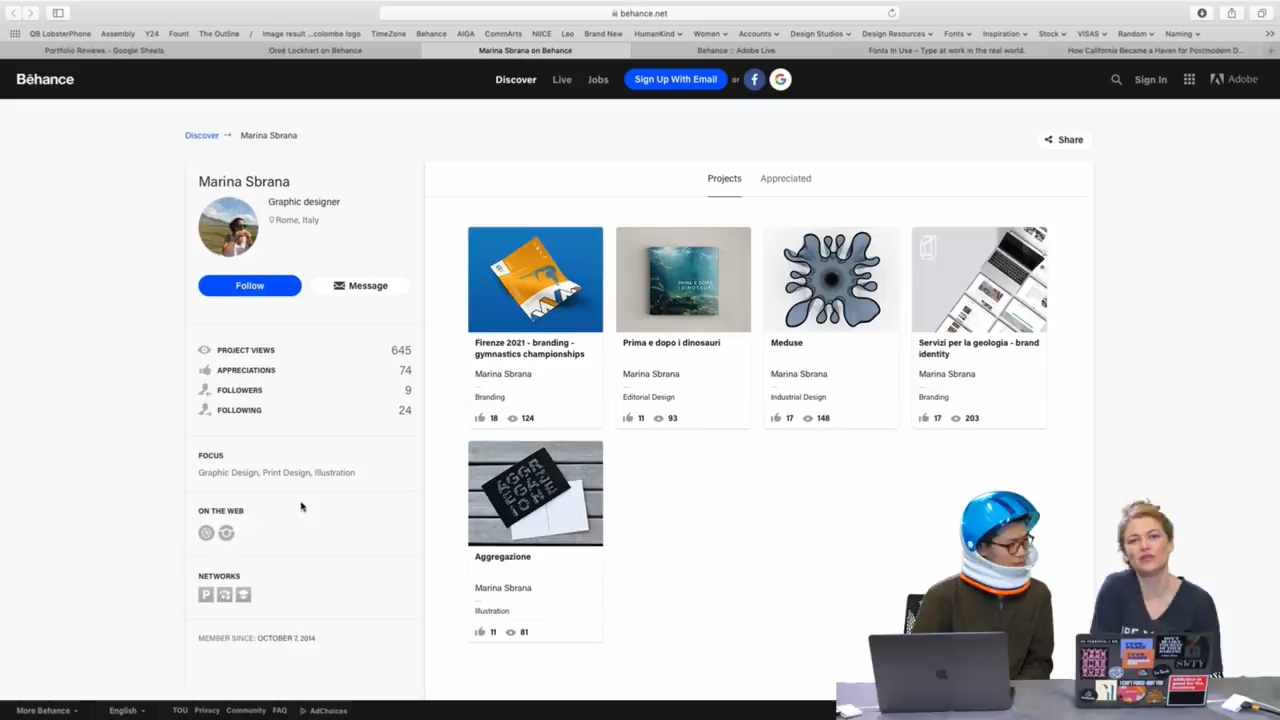 behance.net
QB LobsterPhone Assembly Y24 Fount The Outline / Image result ...colombe logo TimeZone Behance AIGA CommArts NIICE Leo Brand New HumanKind Women Accounts Design Studios Design Resources Fonts Inspiration Stock VISAS Random Naming >>
Portfolio Reviews. - Google Sheets Oreé Lockhart on Behance Marina Sbrana on Behance Behance :: Adobe Live Fonts In Use – Type at work in the real world. How California Became a Haven for Postmodern D...
Bēhance Discover Live Jobs Sign Up With Email or f G Sign In Adobe
Discover → Marina Sbrana
Share
Marina Sbrana
Graphic designer
Rome, Italy
Follow Message
PROJECT VIEWS 645
APPRECIATIONS 74
FOLLOWERS 9
FOLLOWING 24
FOCUS
Graphic Design, Print Design, Illustration
ON THE WEB
NETWORKS
P
MEMBER SINCE: OCTOBER 7, 2014
Projects Appreciated
PRIMA E DOPO
I DINOSAURI
Firenze 2021 - branding -
gymnastics championships
Marina Sbrana
Branding
18 124
Prima e dopo i dinosauri
Marina Sbrana
Editorial Design
11 93
Meduse
Marina Sbrana
Industrial Design
17 148
Servizi per la geologia - brand
identity
Marina Sbrana
Branding
17 203
Aggregazione
Marina Sbrana
Illustration
11 81
More Behance English TOU Privacy Community FAQ AdChoices